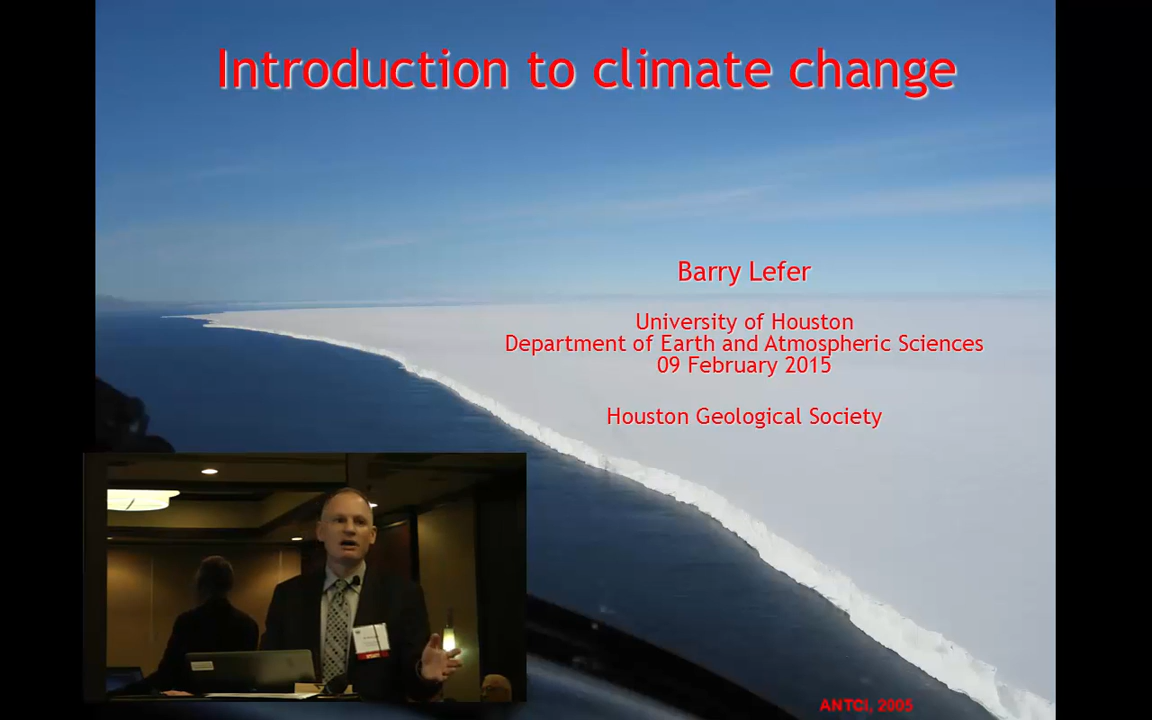 Introduction to climate change
Barry Lefer
University of Houston
Department of Earth and Atmospheric Sciences
09 February 2015
Houston Geological Society
ANTCI, 2005